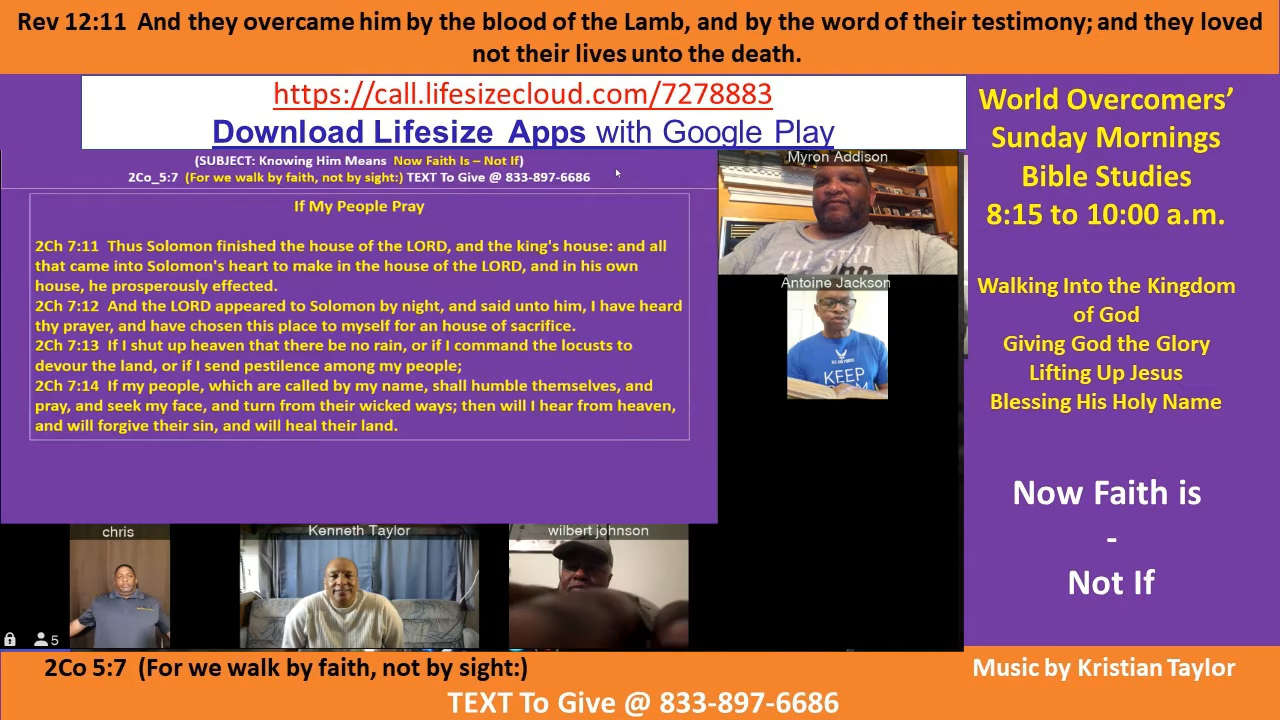 Rev 12:11  And they overcame him by the blood of the Lamb, and by the word of their testimony; and they loved
not their lives unto the death.
https://call.lifesizecloud.com/7278883
Download Lifesize Apps with Google Play
(SUBJECT: Knowing Him Means Now Faith Is – Not If)
2Co_5:7 (For we walk by faith, not by sight:) TEXT To Give @ 833-897-6686
If My People Pray
2Ch 7:11 Thus Solomon finished the house of the LORD, and the king's house: and all
that came into Solomon's heart to make in the house of the LORD, and in his own
house, he prosperously effected.
2Ch 7:12 And the LORD appeared to Solomon by night, and said unto him, I have heard
thy prayer, and have chosen this place to myself for an house of sacrifice.
2Ch 7:13 If I shut up heaven that there be no rain, or if I command the locusts to
devour the land, or if I send pestilence among my people;
2Ch 7:14 If my people, which are called by my name, shall humble themselves, and
pray, and seek my face, and turn from their wicked ways; then will I hear from heaven,
and will forgive their sin, and will heal their land.
Myron Addison
I'LL START
Antoine Jackson
U.S. AIR FORCE
KEEP
chris
Kenneth Taylor
wilbert johnson
5
World Overcomers’
Sunday Mornings
Bible Studies
8:15 to 10:00 a.m.
Walking Into the Kingdom
of God
Giving God the Glory
Lifting Up Jesus
Blessing His Holy Name
Now Faith is
-
Not If
2Co 5:7 (For we walk by faith, not by sight:)
Music by Kristian Taylor
TEXT To Give @ 833-897-6686